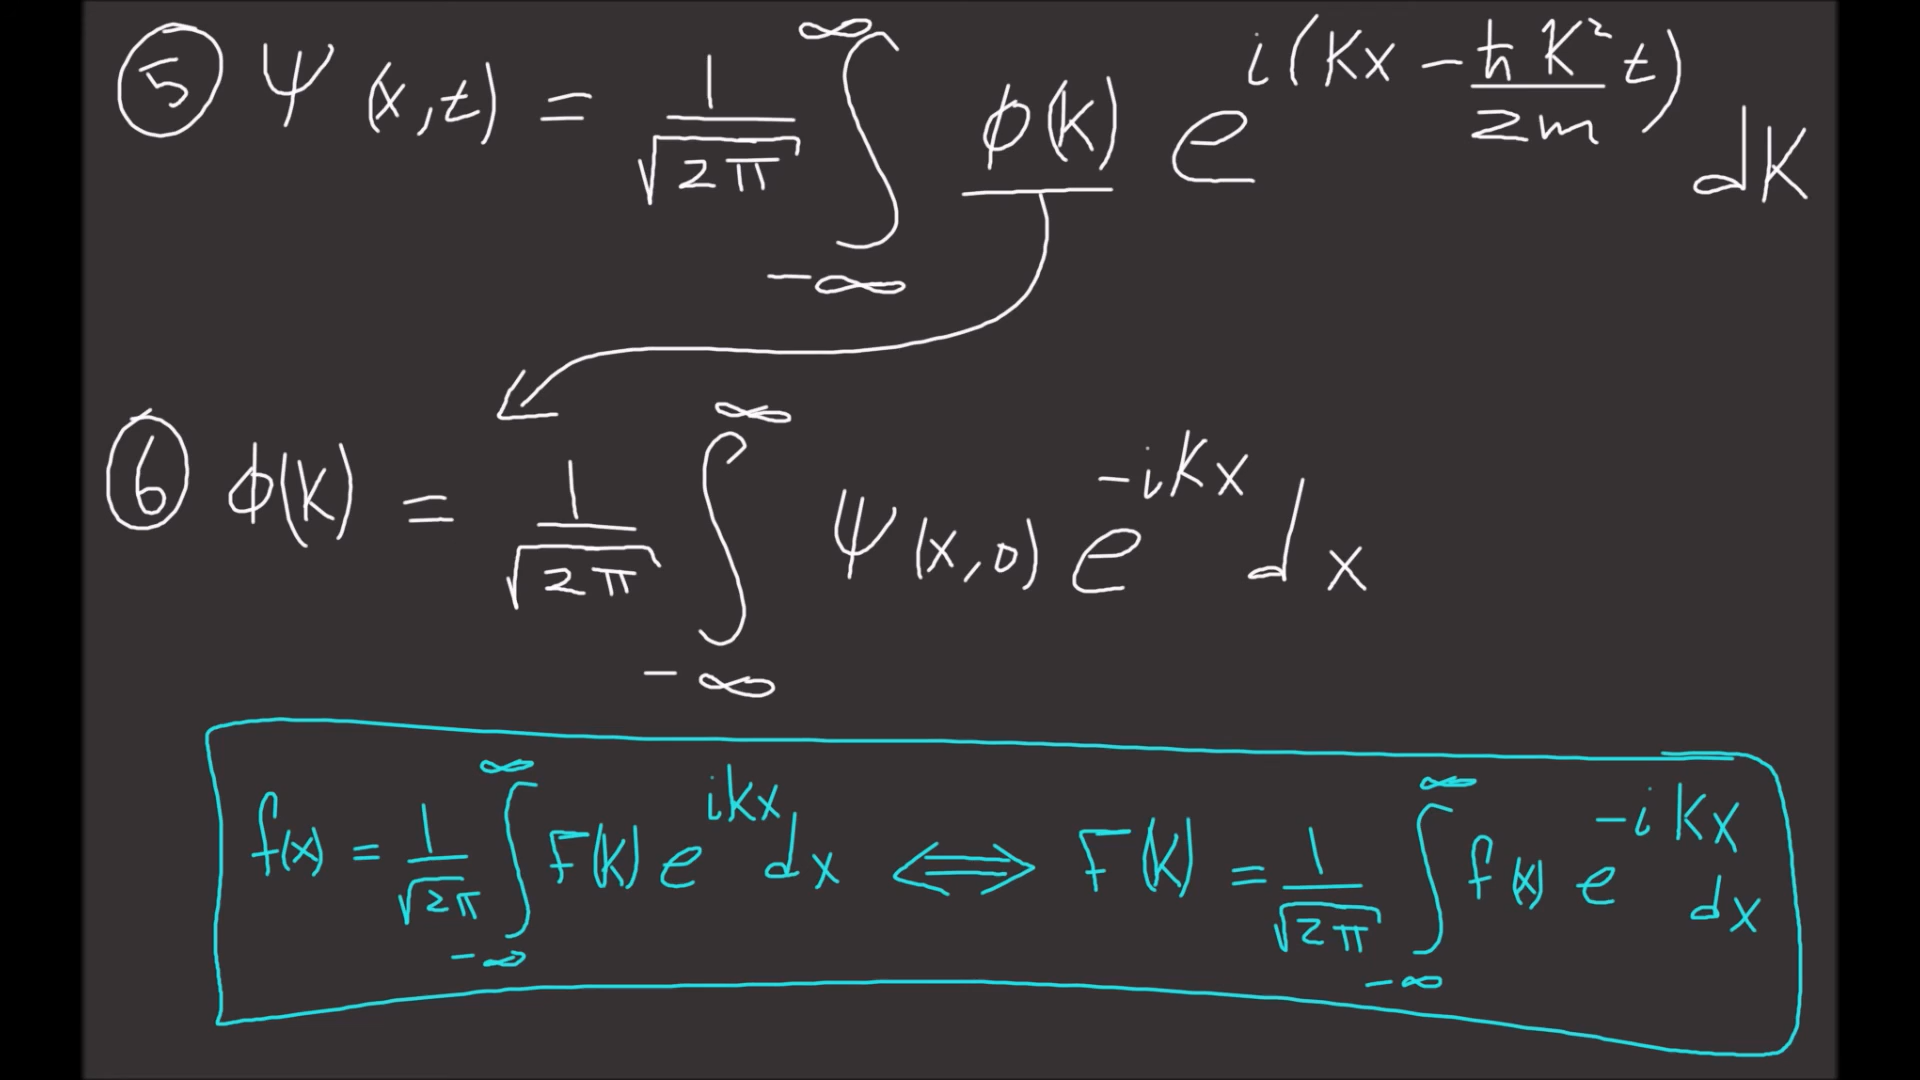 ⑤ Ψ(x,t) = 1/√2π ∫_{-∞}^{∞} ϕ(k) e^{i(kx - ħk²/2m t)} dk
⑥ ϕ(k) = 1/√2π ∫_{-∞}^{∞} Ψ(x,0) e^{-ikx} dx
f(x) = 1/√2π ∫_{-∞}^{∞} F(k) e^{ikx} dx ⟺ F(k) = 1/√2π ∫_{-∞}^{∞} f(x) e^{-ikx} dx